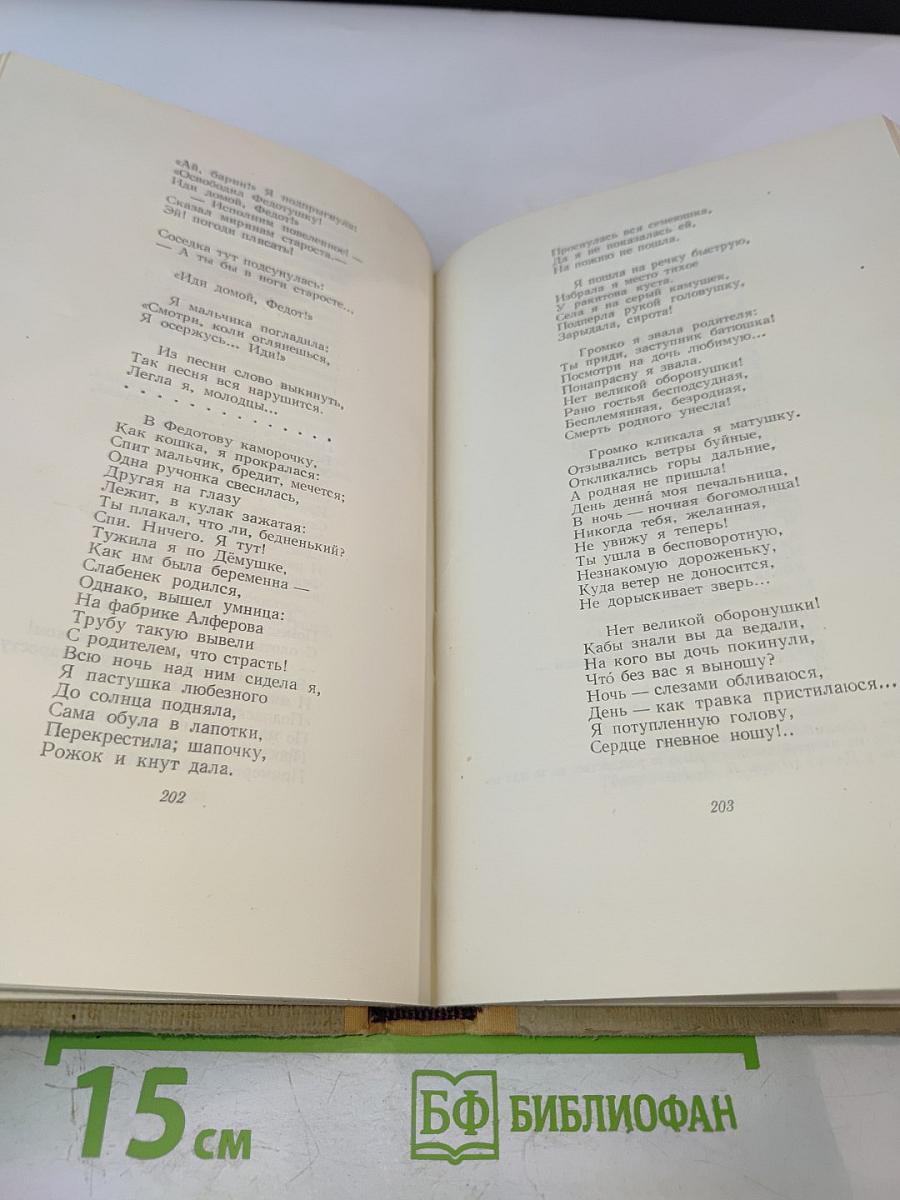 «Ай, барин!» Я подпрыгнула:
«Освободил Федотушку!
Иди домой, Федот!»
— Исполним повеленное! —
Сказал мирянам староста.—
Эй! погоди плясать!
Соседка тут подсунулась:
— А ты бы в ноги старосте...
«Иди домой, Федот!»
Я мальчика погладила:
«Смотри, коли оглянешься,
Я осержусь... Иди!»
Из песни слово выкинуть,
Так песня вся нарушится.
Легла я, молодцы...
. . . . . . . . . . . . . . .
В Федотову каморочку,
Как кошка, я прокралася:
Спит мальчик, бредит, мечется;
Одна ручонка свесилась,
Другая на глазу
Лежит, в кулак зажатая:
Ты плакал, что ли, бедненький?
Спи. Ничего. Я тут!
Тужила я по Дёмушке,
Как им была беременна —
Слабенек родился,
Однако, вышел умница:
На фабрике Алферова
Трубу такую вывели
С родителем, что страсть!
Всю ночь над ним сидела я,
Я пастушка любезного
До солнца подняла,
Сама обула в лапотки,
Перекрестила; шапочку,
Рожок и кнут дала.
202
Проснулась вся семеюшка,
Да я не показалась ей,
На пожню не пошла.
Я пошла на речку быструю,
Избрала я место тихое
У ракитова куста.
Села я на серый камушек,
Подперла рукой головушку,
Зарыдала, сирота!
Громко я звала родителя:
Ты приди, заступник батюшка!
Посмотри на дочь любимую...
Понапрасну я звала.
Нет великой оборонушки!
Рано гостья бесподсудная,
Бесплемянная, безродная,
Смерть родного унесла!
Громко кликала я матушку.
Отзывались ветры буйные,
Откликались горы дальние,
А родная не пришла!
День денна́ моя печальница,
В ночь — ночная богомолица!
Никогда тебя, желанная,
Не увижу я теперь!
Ты ушла в бесповоротную,
Незнакомую дороженьку,
Куда ветер не доносится,
Не дорыскивает зверь...
Нет великой оборонушки!
Кабы знали вы да ведали,
На кого вы дочь покинули,
Что́ без вас я выношу?
Ночь — слезами обливаюся,
День — как травка пристилаюся...
Я потупленную голову,
Сердце гневное ношу!..
203
15 см
БФ БИБЛИОФАН